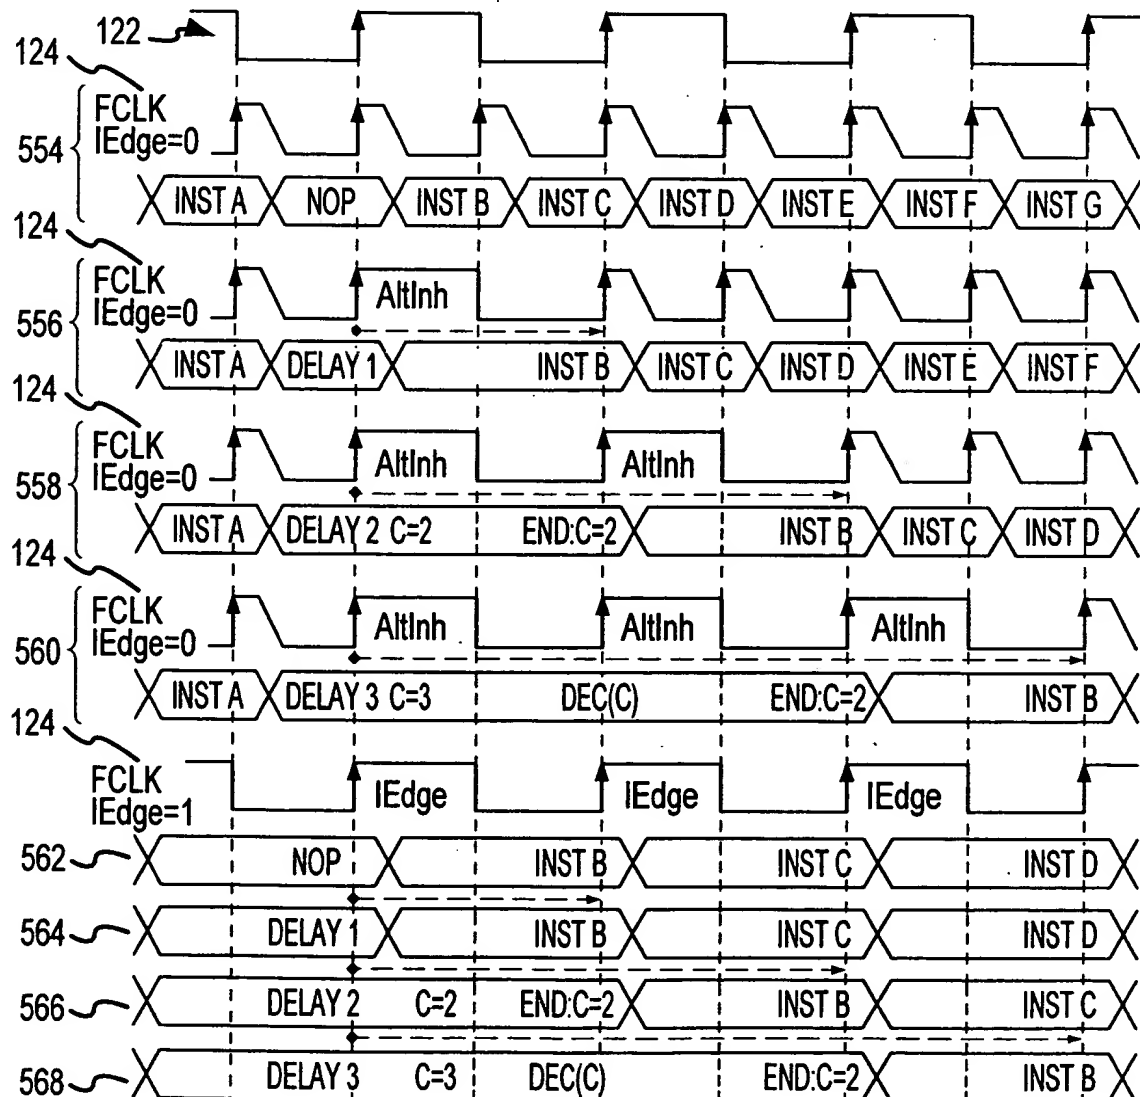 122
124
FCLK
IEdge=0
554
INST A NOP INST B INST C INST D INST E INST F INST G
124
FCLK
IEdge=0
AltInh
556
INST A DELAY 1 INST B INST C INST D INST E INST F
124
FCLK
IEdge=0
AltInh AltInh
558
INST A DELAY 2 C=2 END:C=2 INST B INST C INST D
124
FCLK
IEdge=0
AltInh AltInh AltInh
560
INST A DELAY 3 C=3 DEC(C) END:C=2 INST B
124
FCLK
IEdge=1
IEdge IEdge IEdge
562 NOP INST B INST C INST D
564 DELAY 1 INST B INST C INST D
566 DELAY 2 C=2 END:C=2 INST B INST C
568 DELAY 3 C=3 DEC(C) END:C=2 INST B